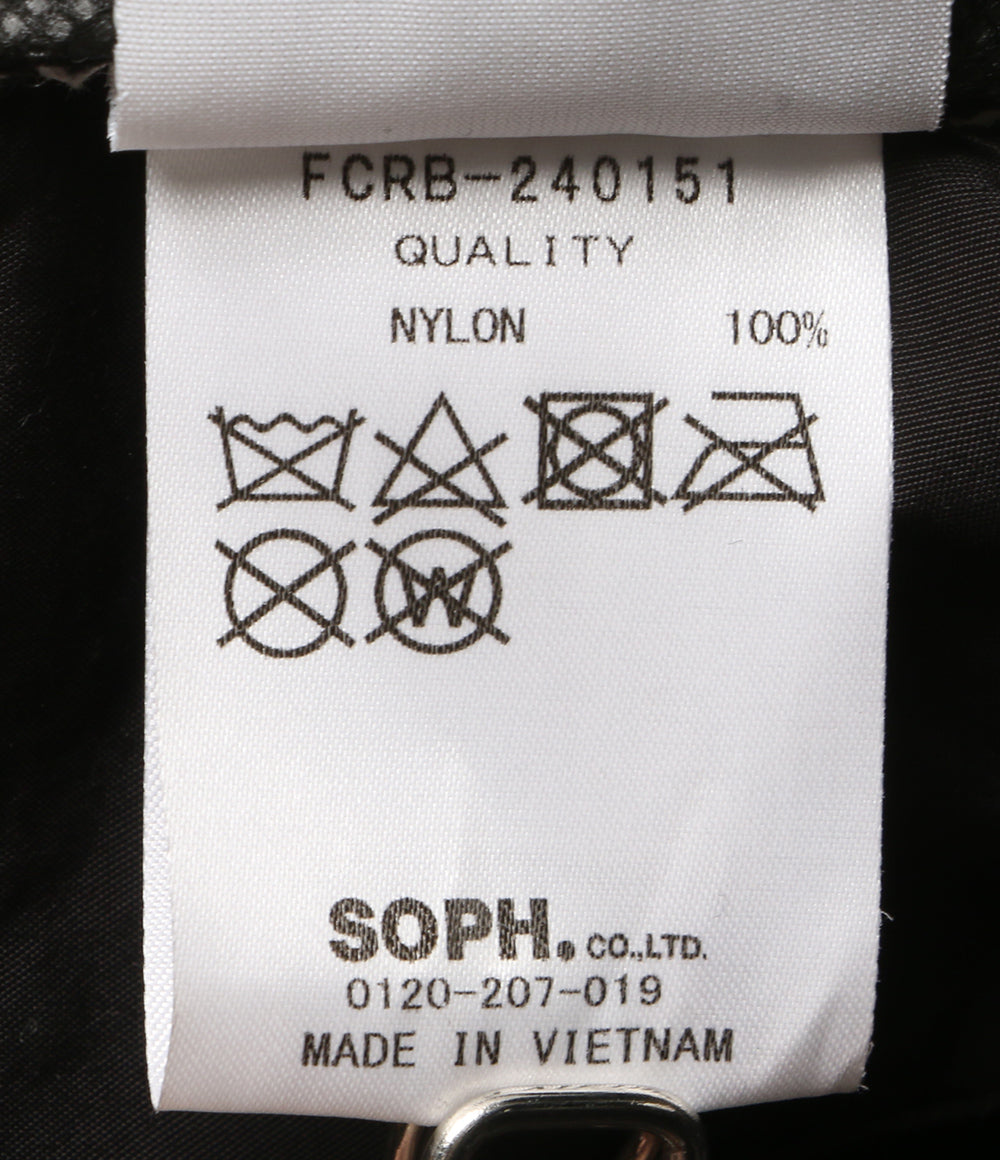 FCRB-240151
QUALITY
NYLON 100%
W
SOPH. CO.,LTD.
0120-207-019
MADE IN VIETNAM